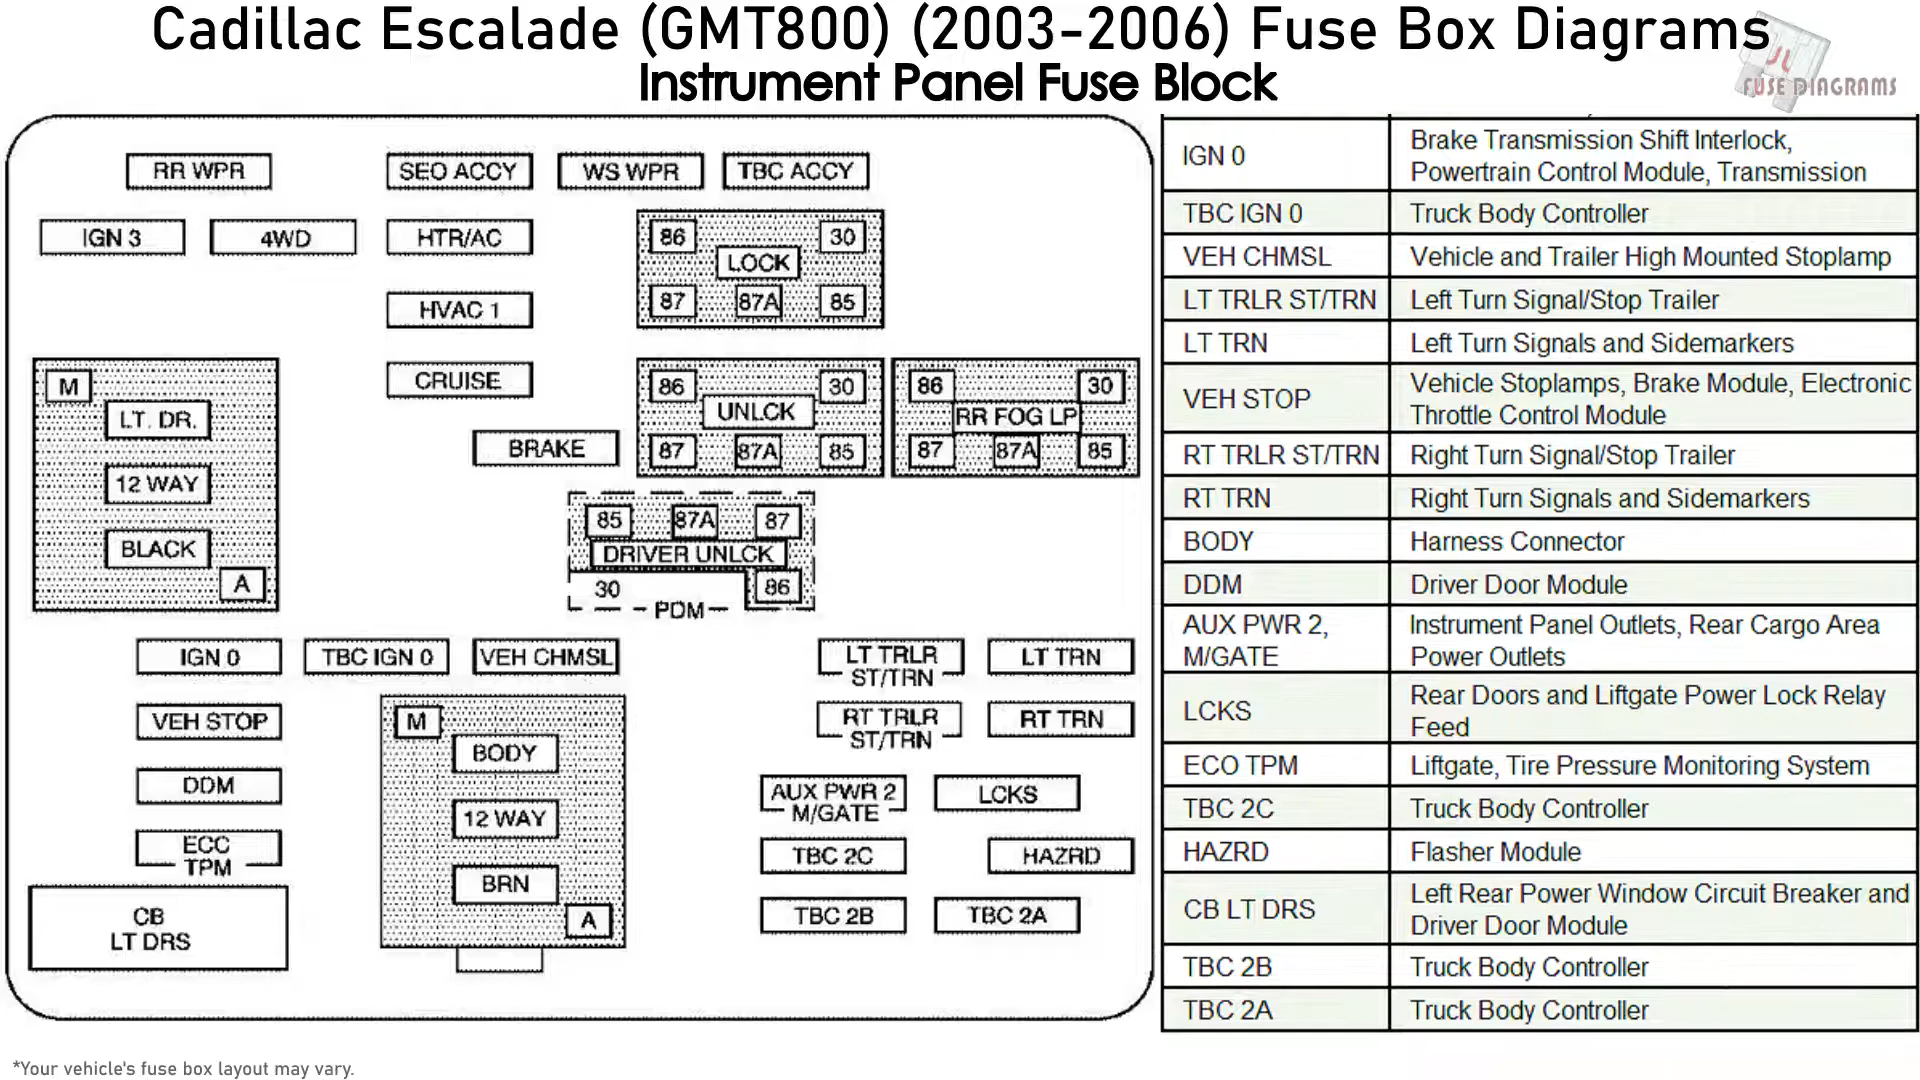 Cadillac Escalade (GMT800) (2003-2006) Fuse Box Diagrams
Instrument Panel Fuse Block
JL
FUSE DIAGRAMS
RR WPR
SEO ACCY
WS WPR
TBC ACCY
IGN 3
4WD
HTR/AC
86
30
LOCK
87
87A
85
HVAC 1
CRUISE
M
LT. DR.
12 WAY
BLACK
A
86
30
UNLCK
87
87A
85
86
30
RR FOG LP
87
87A
85
BRAKE
85
87A
87
DRIVER UNLCK
30
86
PDM
IGN 0
TBC IGN 0
VEH CHMSL
LT TRLR
ST/TRN
LT TRN
VEH STOP
RT TRLR
ST/TRN
RT TRN
M
BODY
12 WAY
BRN
A
DDM
AUX PWR 2
M/GATE
LCKS
ECC
TPM
TBC 2C
HAZRD
CB
LT DRS
TBC 2B
TBC 2A
IGN 0
Brake Transmission Shift Interlock,
Powertrain Control Module, Transmission
TBC IGN 0
Truck Body Controller
VEH CHMSL
Vehicle and Trailer High Mounted Stoplamp
LT TRLR ST/TRN
Left Turn Signal/Stop Trailer
LT TRN
Left Turn Signals and Sidemarkers
VEH STOP
Vehicle Stoplamps, Brake Module, Electronic
Throttle Control Module
RT TRLR ST/TRN
Right Turn Signal/Stop Trailer
RT TRN
Right Turn Signals and Sidemarkers
BODY
Harness Connector
DDM
Driver Door Module
AUX PWR 2,
M/GATE
Instrument Panel Outlets, Rear Cargo Area
Power Outlets
LCKS
Rear Doors and Liftgate Power Lock Relay
Feed
ECO TPM
Liftgate, Tire Pressure Monitoring System
TBC 2C
Truck Body Controller
HAZRD
Flasher Module
CB LT DRS
Left Rear Power Window Circuit Breaker and
Driver Door Module
TBC 2B
Truck Body Controller
TBC 2A
Truck Body Controller
*Your vehicle's fuse box layout may vary.